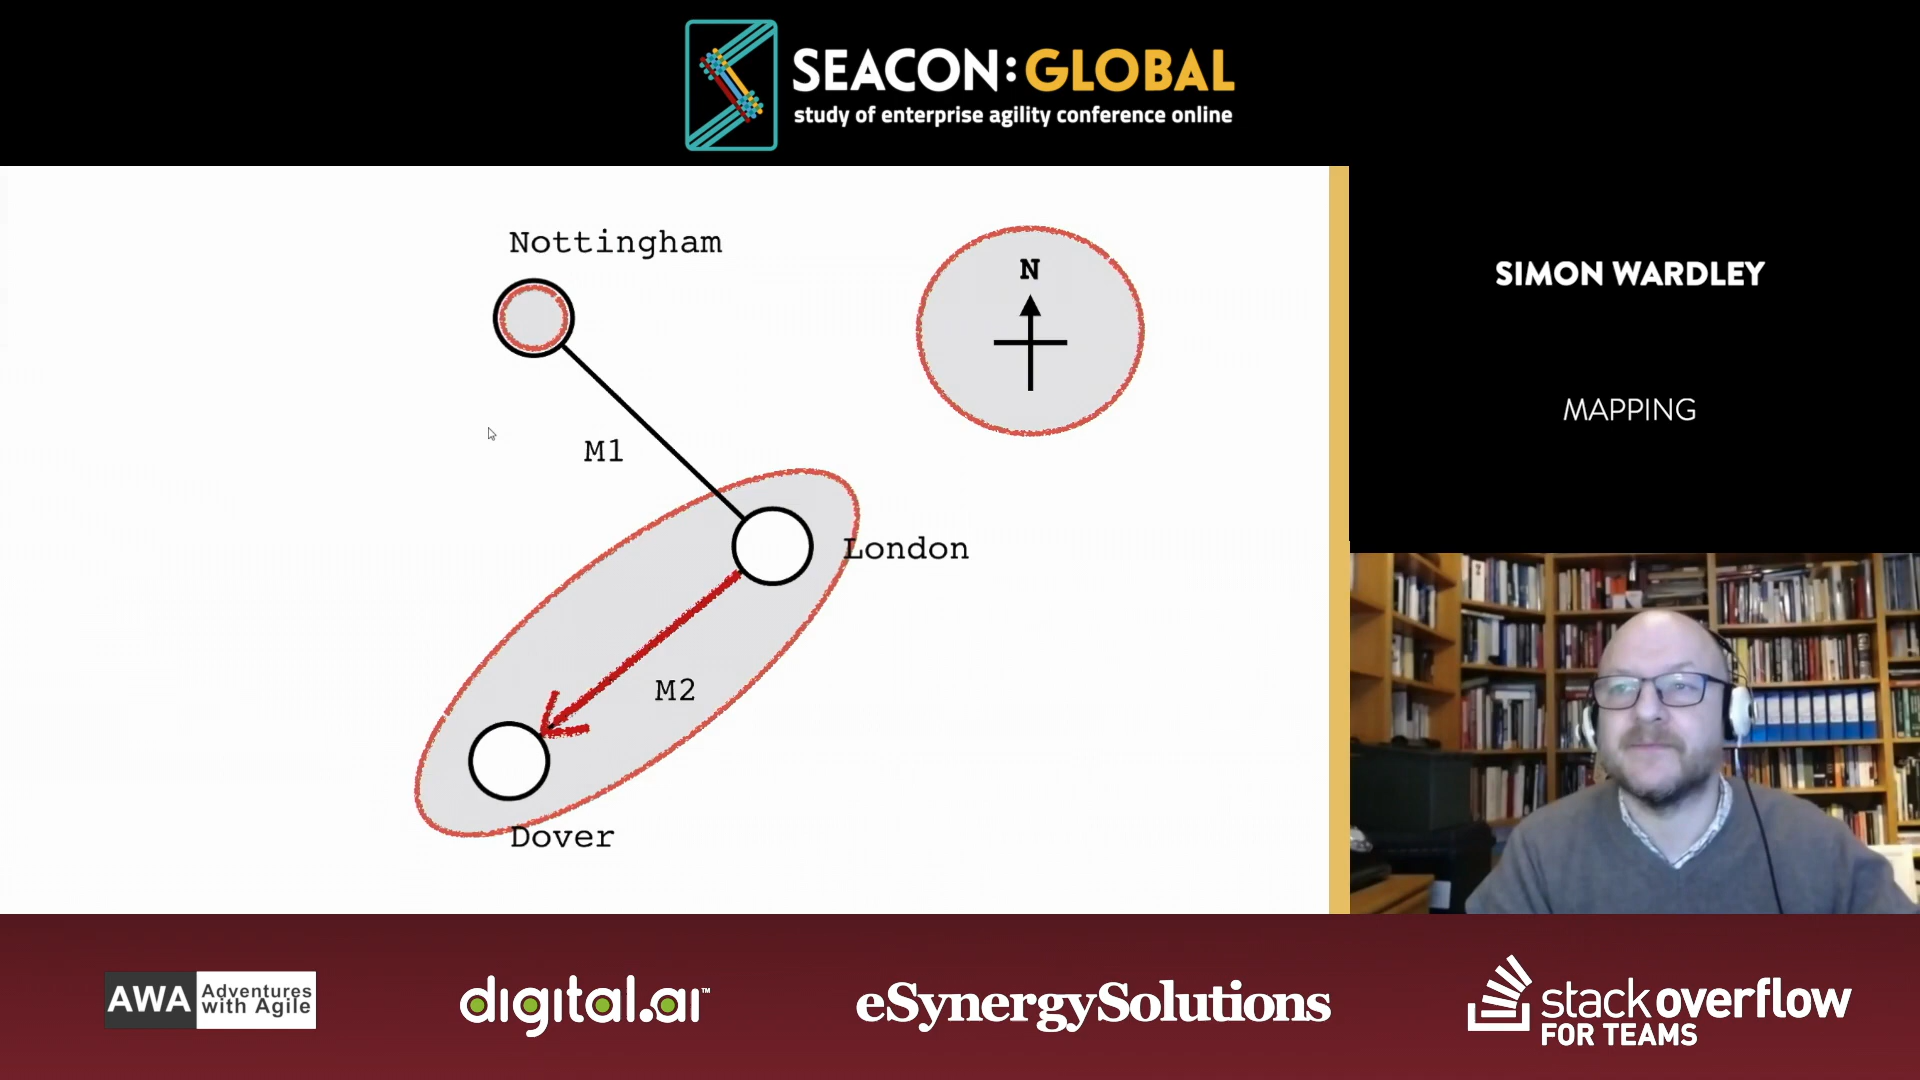 SEACON:GLOBAL
study of enterprise agility conference online
Nottingham
N
M1
London
M2
Dover
SIMON WARDLEY
MAPPING
AWA Adventures
with Agile
digital.ai™
eSynergySolutions
stackoverflow
FOR TEAMS